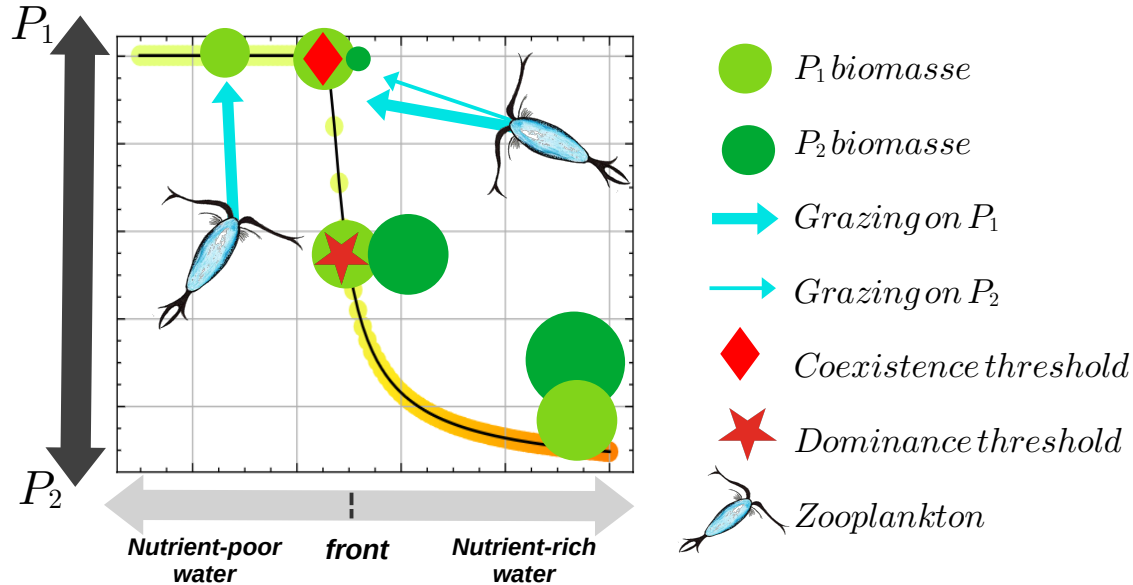 P₁
P₂
Nutrient-poor
water
front
Nutrient-rich
water
P₁ biomasse
P₂ biomasse
Grazing on P₁
Grazing on P₂
Coexistence threshold
Dominance threshold
Zooplankton